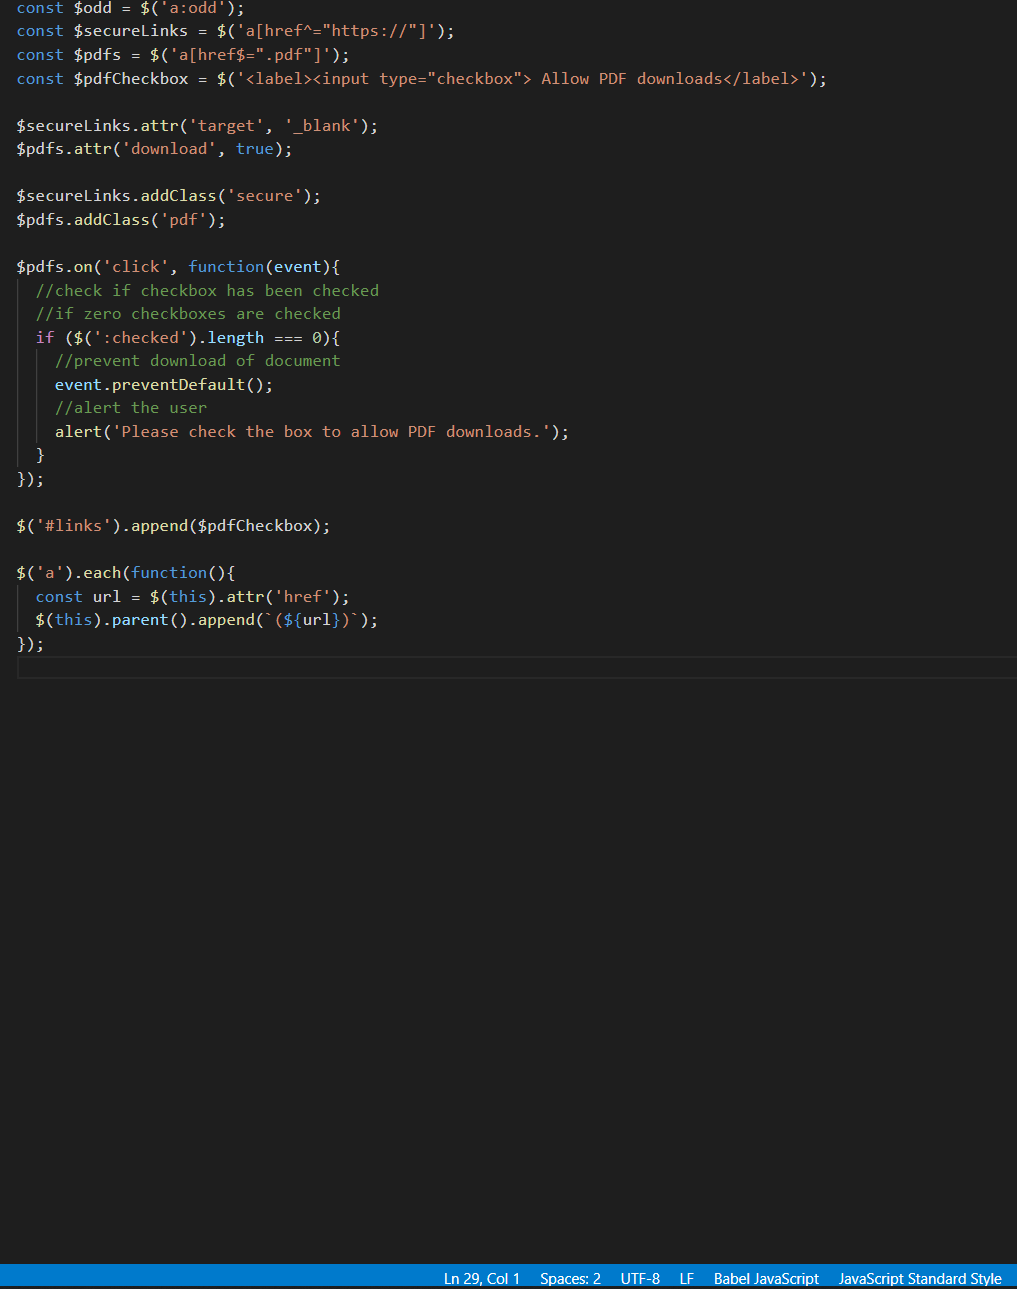 const $odd = $('a:odd');
const $secureLinks = $('a[href^="https://"]');
const $pdfs = $('a[href$=".pdf"]');
const $pdfCheckbox = $('<label><input type="checkbox"> Allow PDF downloads</label>');

$secureLinks.attr('target', '_blank');
$pdfs.attr('download', true);

$secureLinks.addClass('secure');
$pdfs.addClass('pdf');

$pdfs.on('click', function(event){
  //check if checkbox has been checked
  //if zero checkboxes are checked
  if ($(':checked').length === 0){
    //prevent download of document
    event.preventDefault();
    //alert the user
    alert('Please check the box to allow PDF downloads.');
  }
});

$('#links').append($pdfCheckbox);

$('a').each(function(){
  const url = $(this).attr('href');
  $(this).parent().append(`(${url})`);
});
Ln 29, Col 1 Spaces: 2 UTF-8 LF Babel JavaScript JavaScript Standard Style